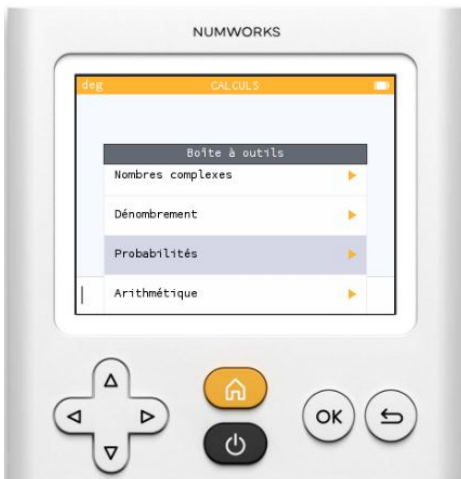 NUMWORKS
deg CALCULS
Boîte à outils
Nombres complexes
Dénombrement
Probabilités
Arithmétique
OK